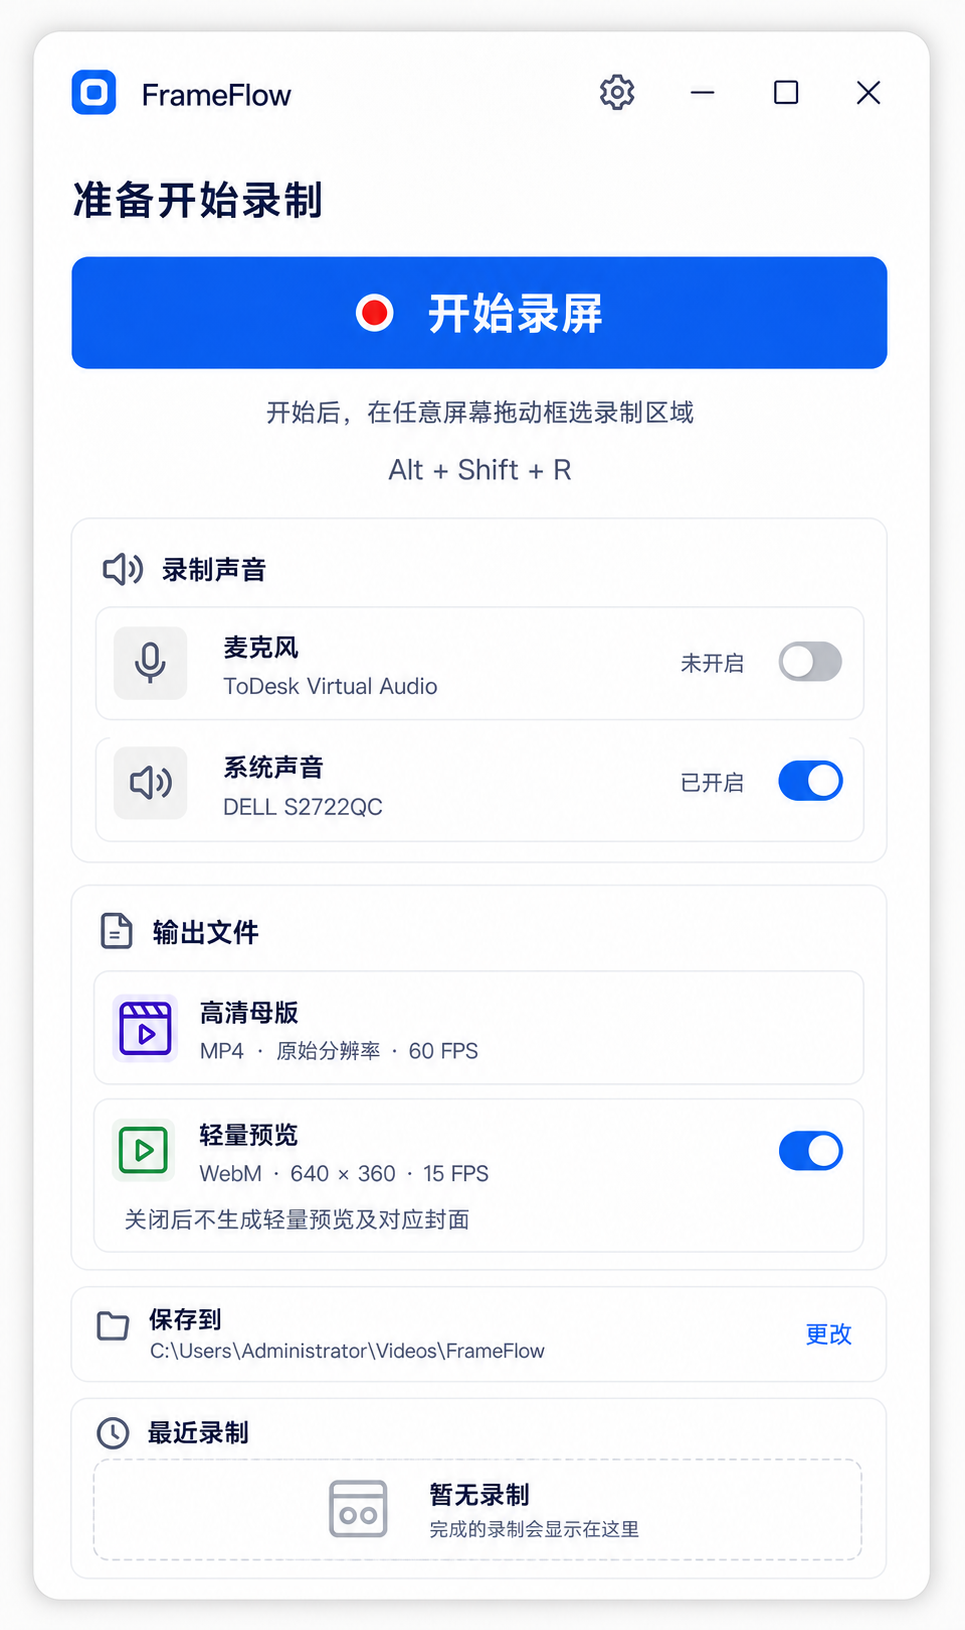 FrameFlow
准备开始录制
开始录屏
开始后，在任意屏幕拖动框选录制区域
Alt + Shift + R
录制声音
麦克风
ToDesk Virtual Audio
未开启
系统声音
DELL S2722QC
已开启
输出文件
高清母版
MP4 · 原始分辨率 · 60 FPS
轻量预览
WebM · 640 × 360 · 15 FPS
关闭后不生成轻量预览及对应封面
保存到
C:\Users\Administrator\Videos\FrameFlow
更改
最近录制
暂无录制
完成的录制会显示在这里